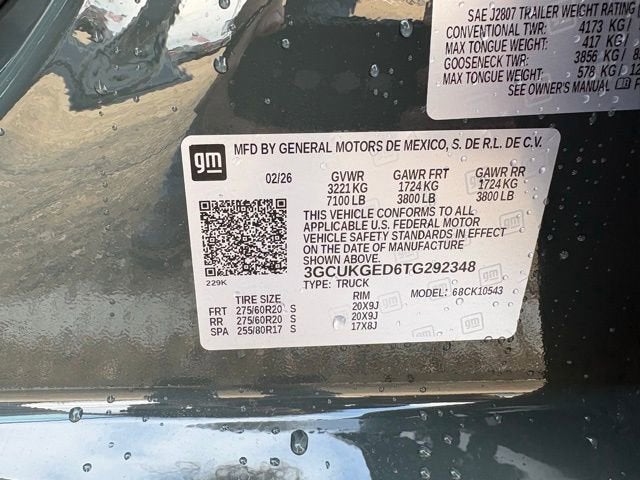 SAE J2807 TRAILER WEIGHT RATING
CONVENTIONAL TWR: 4173 KG /
MAX TONGUE WEIGHT: 417 KG /
GOOSENECK TWR: 3856 KG /
MAX TONGUE WEIGHT: 578 KG /
SEE OWNER'S MANUAL
gm
MFD BY GENERAL MOTORS DE MEXICO, S. DE R.L. DE C.V.
02/26 GVWR GAWR FRT GAWR RR
3221 KG 1724 KG 1724 KG
7100 LB 3800 LB 3800 LB
THIS VEHICLE CONFORMS TO ALL
APPLICABLE U.S. FEDERAL MOTOR
VEHICLE SAFETY STANDARDS IN EFFECT
ON THE DATE OF MANUFACTURE
SHOWN ABOVE.
3GCUKGED6TG292348
229K
TYPE: TRUCK MODEL: 68CK10543
TIRE SIZE RIM
FRT 275/60R20 S 20X9J
RR 275/60R20 S 20X9J
SPA 255/80R17 S 17X8J